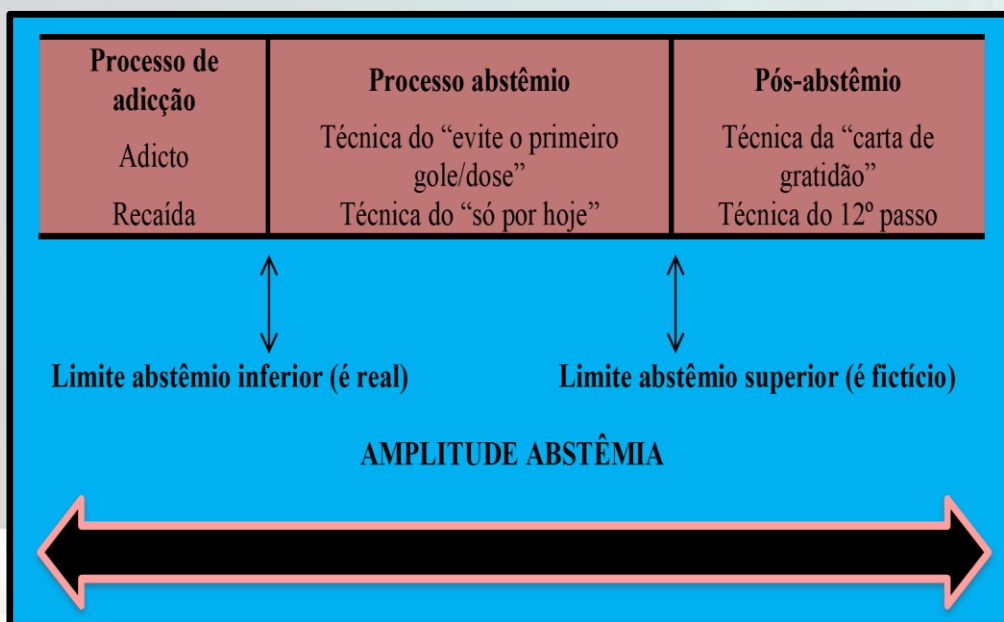 Processo de
adicção
Adicto
Recaída
Processo abstêmio
Técnica do “evite o primeiro
gole/dose”
Técnica do “só por hoje”
Pós-abstêmio
Técnica da “carta de
gratidão”
Técnica do 12º passo
Limite abstêmio inferior (é real)
Limite abstêmio superior (é fictício)
AMPLITUDE ABSTÊMIA